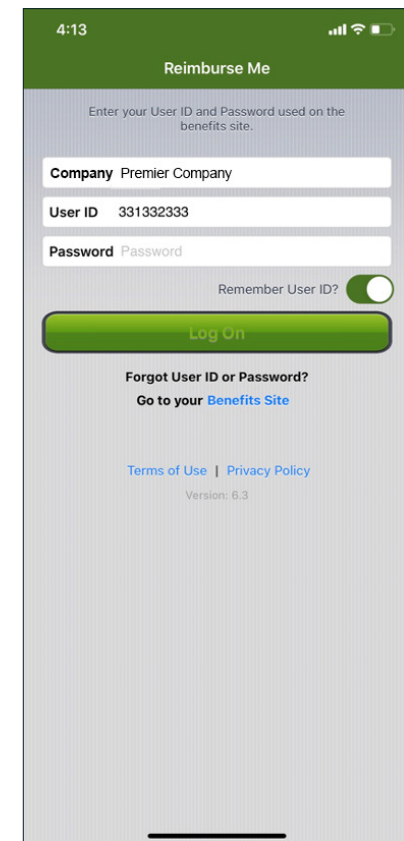 4:13
Reimburse Me
Enter your User ID and Password used on the
benefits site.
Company Premier Company
User ID 331332333
Password Password
Remember User ID?
Log On
Forgot User ID or Password?
Go to your Benefits Site
Terms of Use | Privacy Policy
Version: 6.3